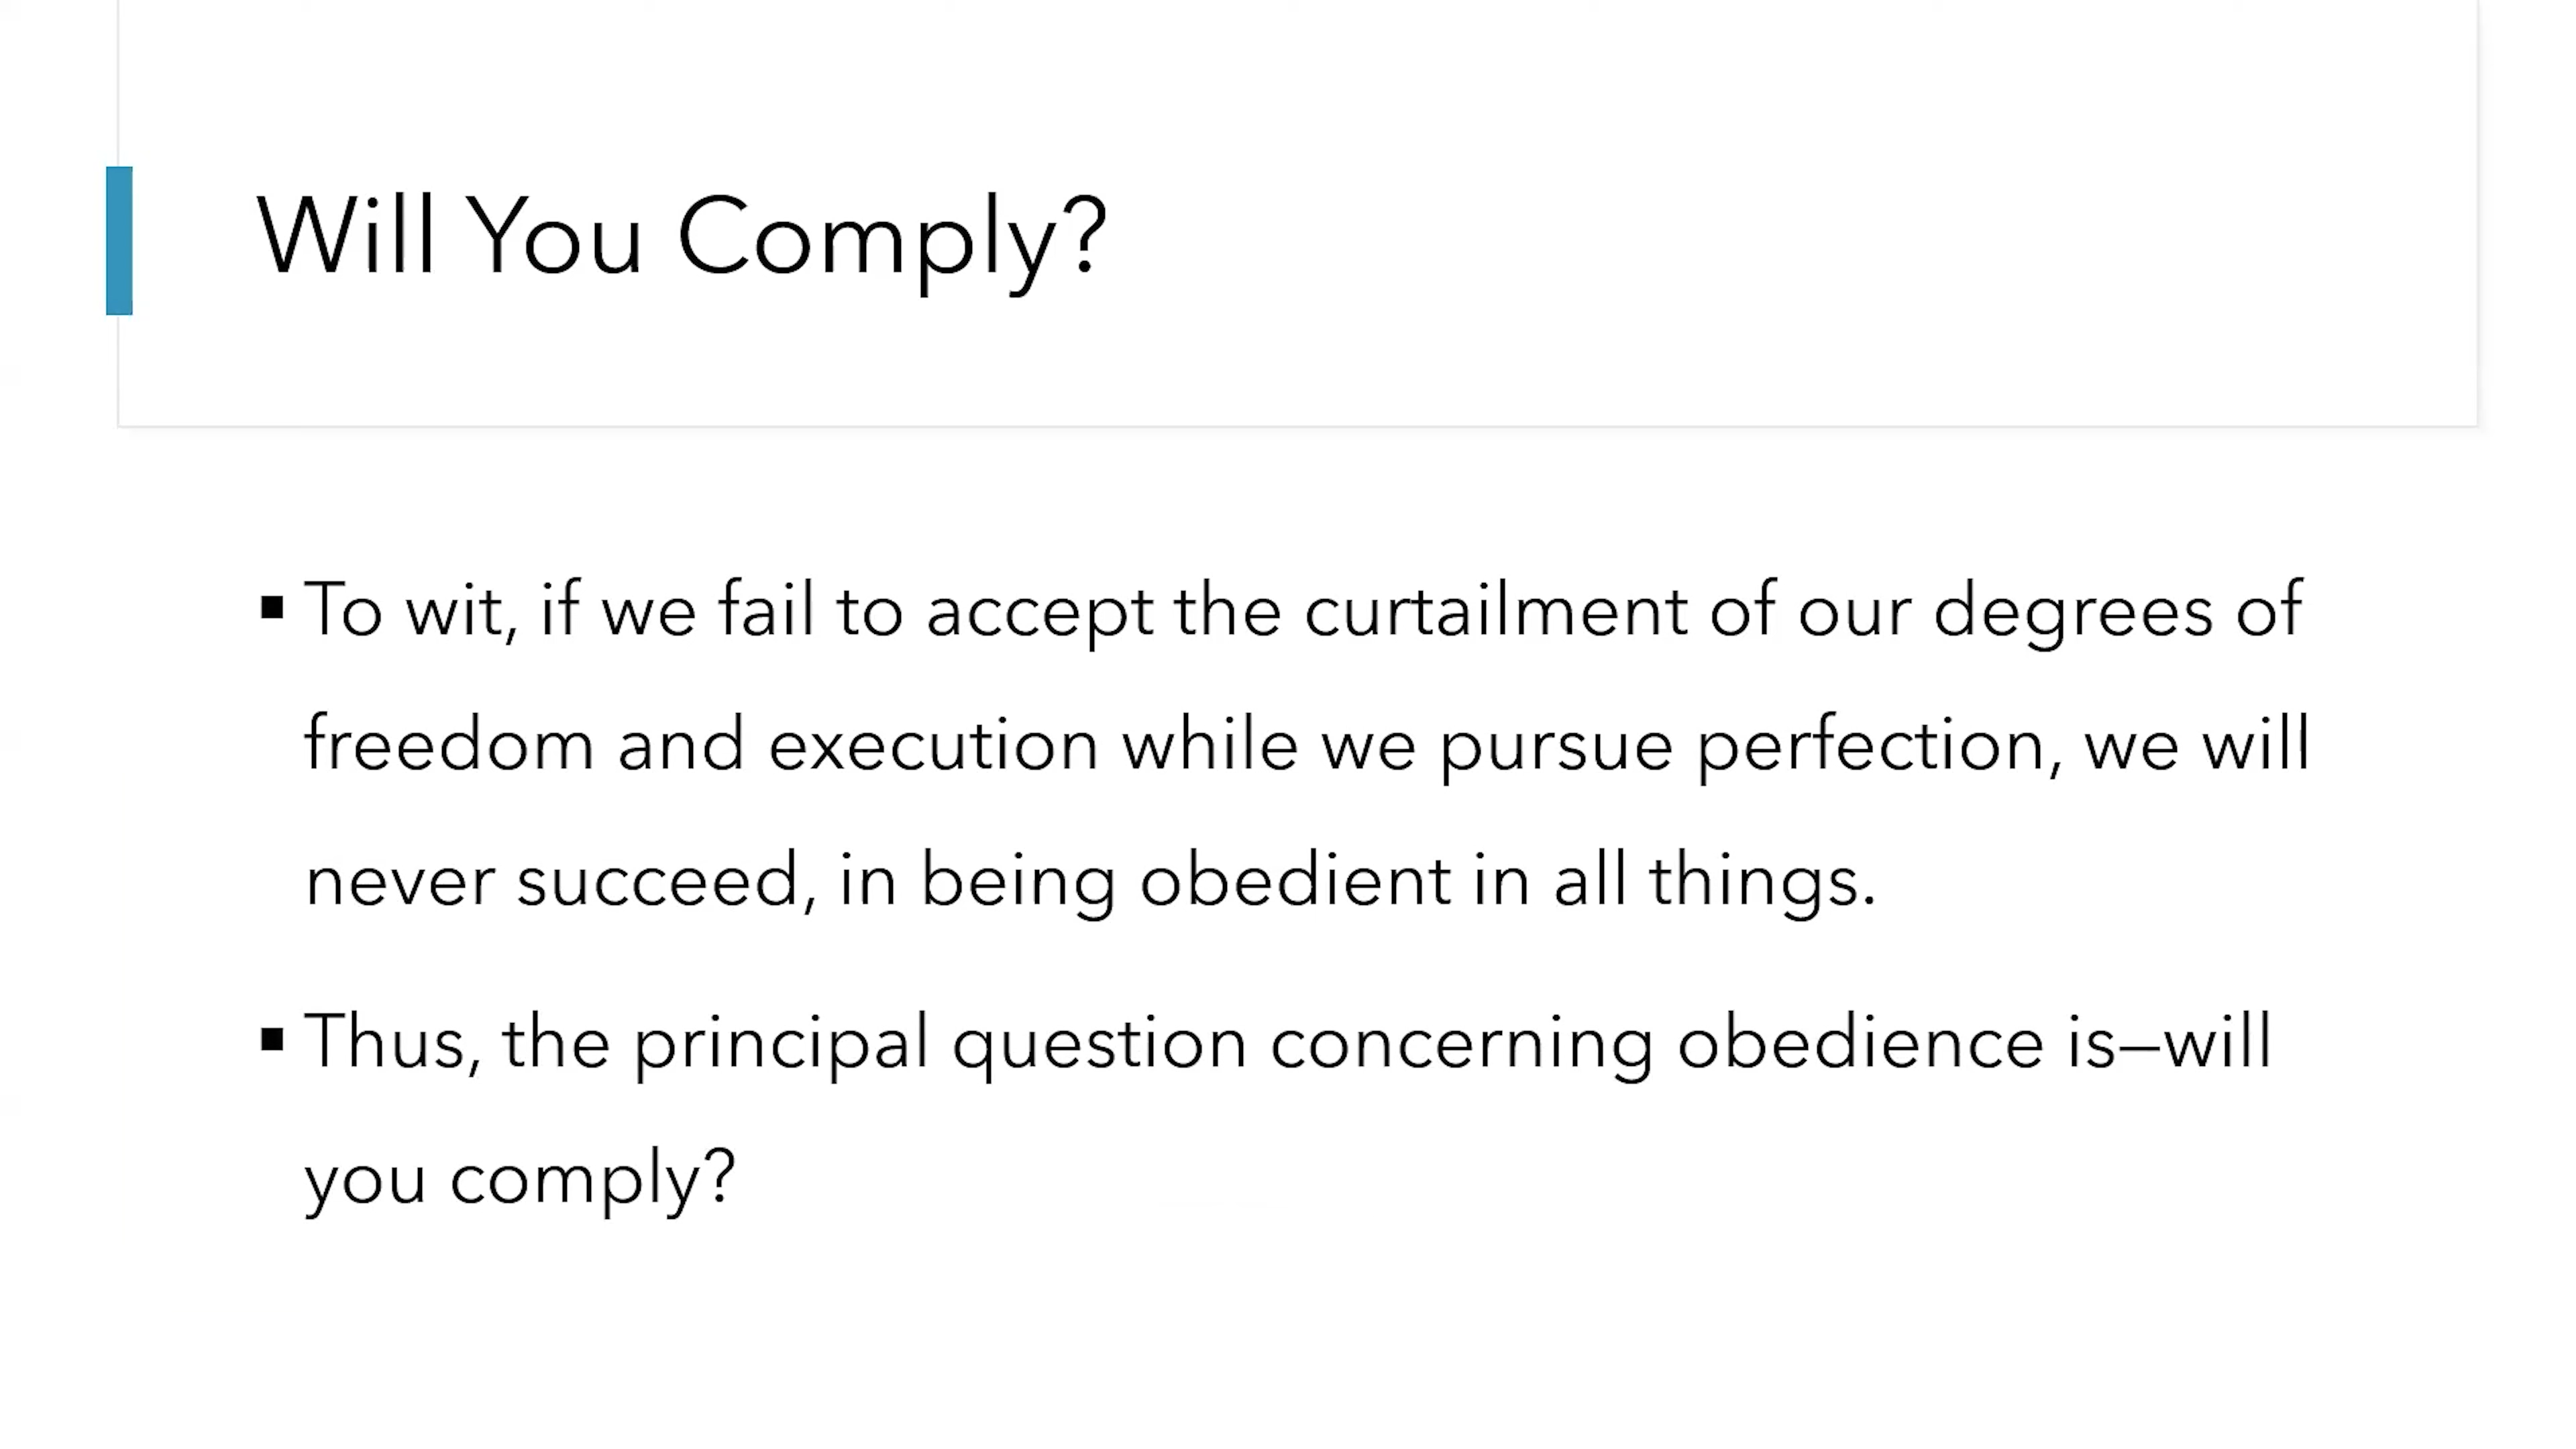 Will You Comply?
▪ To wit, if we fail to accept the curtailment of our degrees of
freedom and execution while we pursue perfection, we will
never succeed, in being obedient in all things.
▪ Thus, the principal question concerning obedience is—will
you comply?